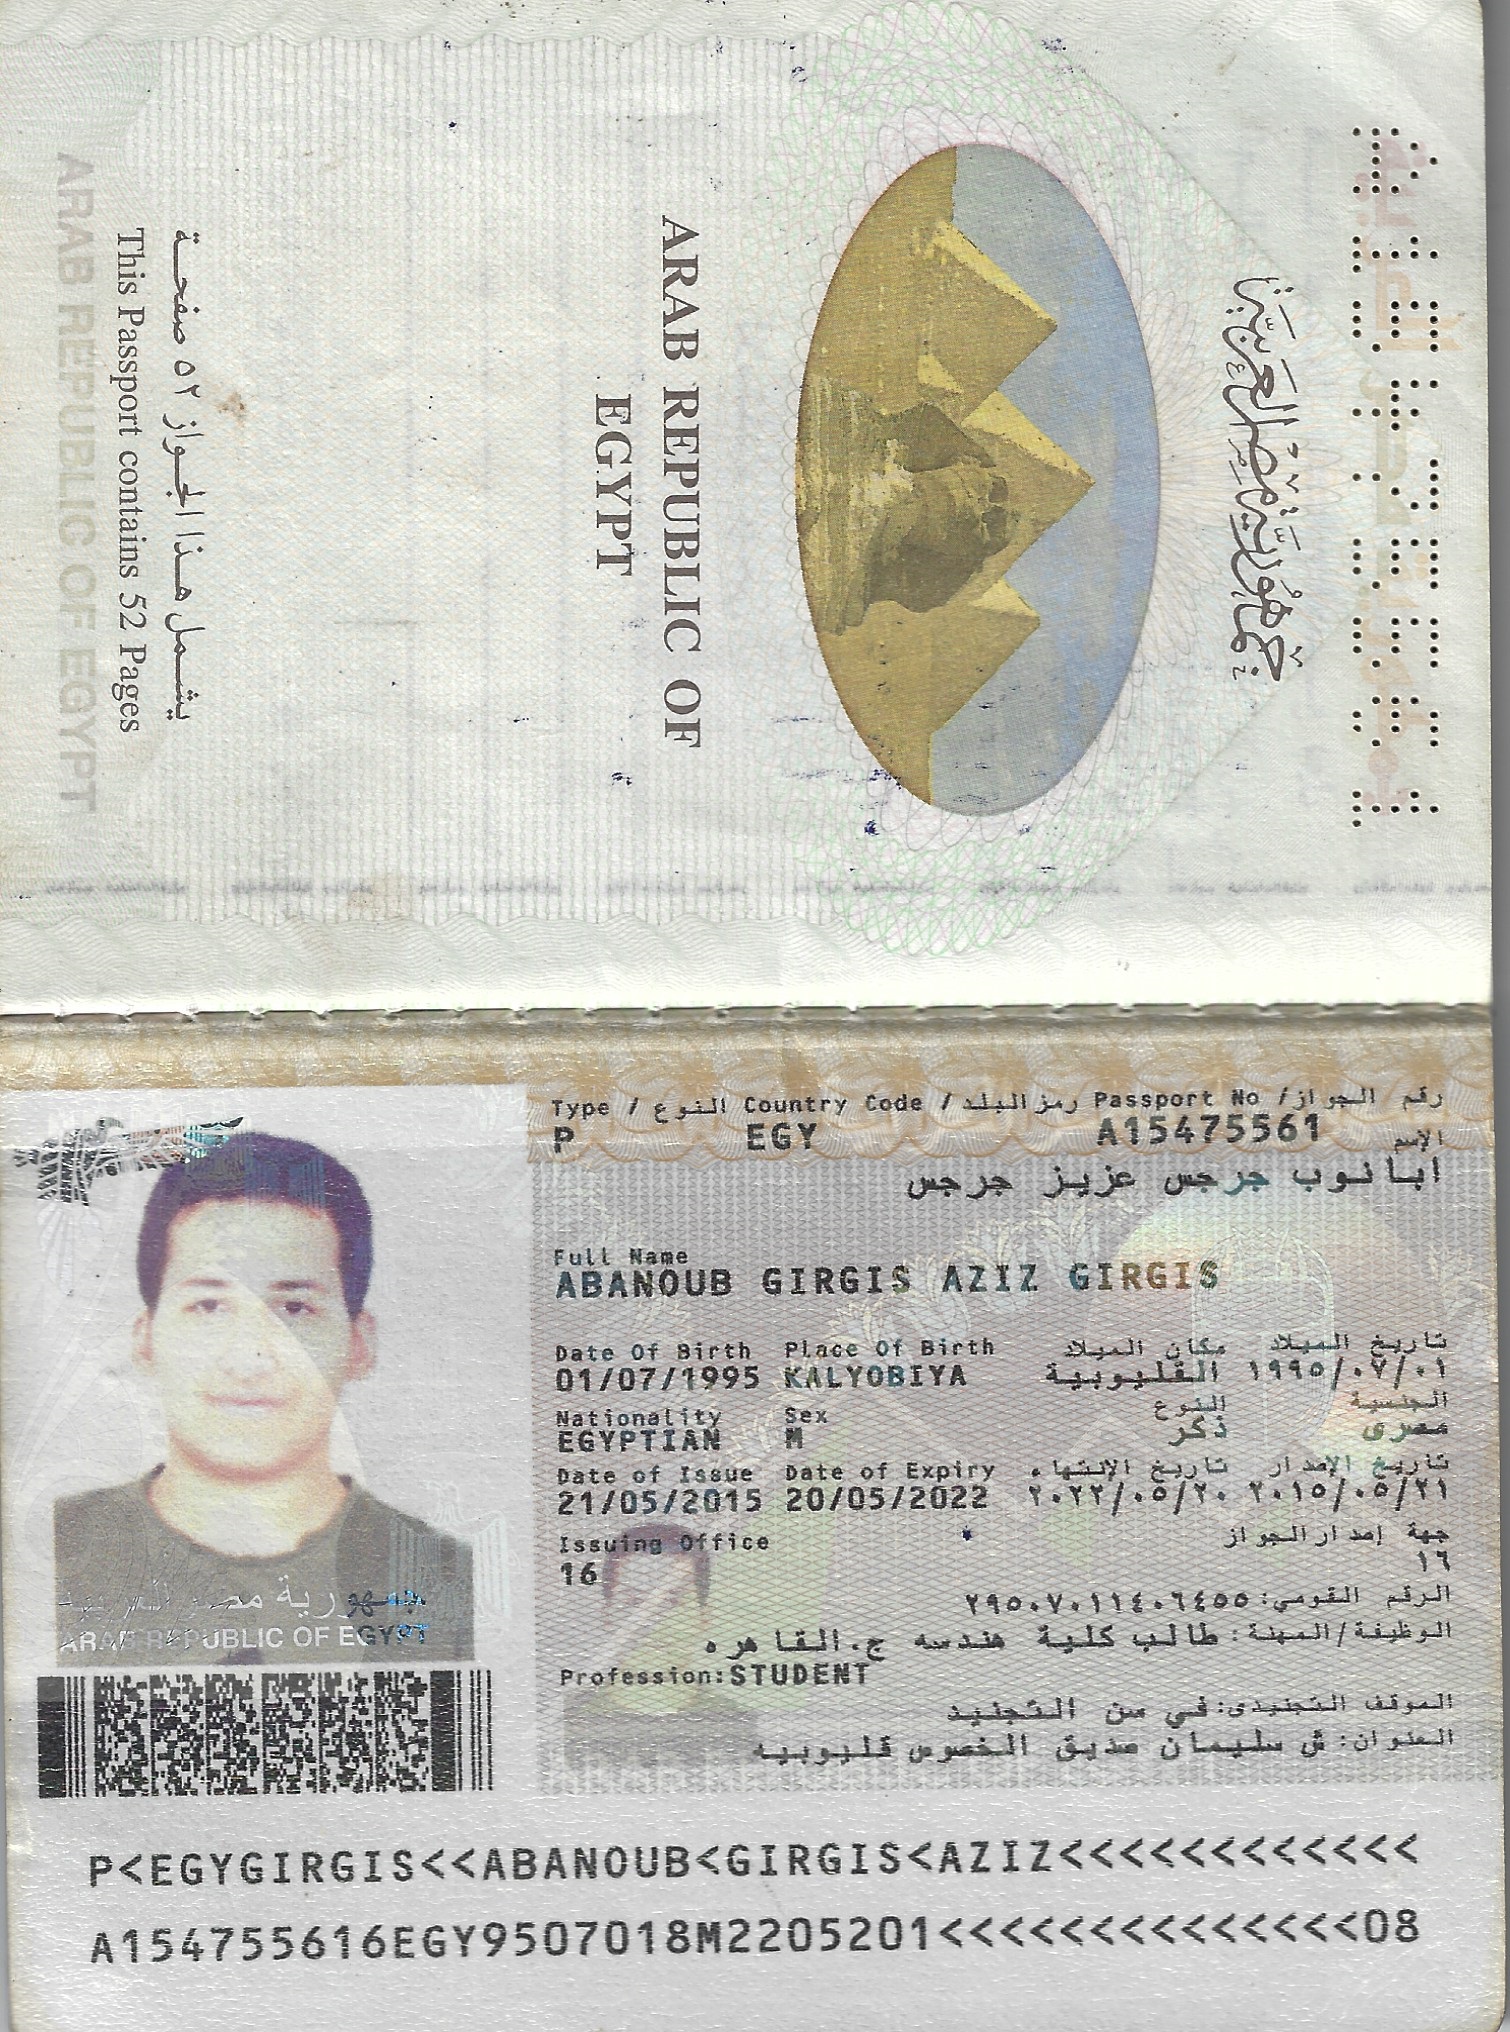 جمهورية مصر العربية
جمهورية مصر العربية
ARAB REPUBLIC OF
EGYPT
يشمل هذا الجواز ٥٢ صفحة
This Passport contains 52 Pages
ARAB REPUBLIC OF EGYPT
Type / النوع Country Code / رمز البلد Passport No / رقم الجواز
P EGY A15475561
الإسم
ابانوب جرجس عزيز جرجس
Full Name
ABANOUB GIRGIS AZIZ GIRGIS
Date Of Birth Place Of Birth مكان الميلاد تاريخ الميلاد
01/07/1995 KALYOBIYA القليوبية ١٩٩٥/٠٧/٠١
Nationality Sex النوع الجنسية
EGYPTIAN M ذكر مصرى
Date of Issue Date of Expiry تاريخ الإنتهاء تاريخ الإصدار
21/05/2015 20/05/2022 ٢٠٢٢/٠٥/٢٠ ٢٠١٥/٠٥/٢١
Issuing Office جهة إصدار الجواز
16 ١٦
الرقم القومي: ٢٩٥٠٧٠١١٤٠٦٤٥٥
الوظيفة/المهنة: طالب كلية هندسه ج.القاهره
Profession:STUDENT
الموقف التجنيدى: في سن التجنيد
العنوان: ش سليمان صديق الخصوص قليوبيه
جمهورية مصر العربية
ARAB REPUBLIC OF EGYPT
P<EGYGIRGIS<<ABANOUB<GIRGIS<AZIZ<<<<<<<<<<<<
A154755616EGY9507018M2205201<<<<<<<<<<<<<<08